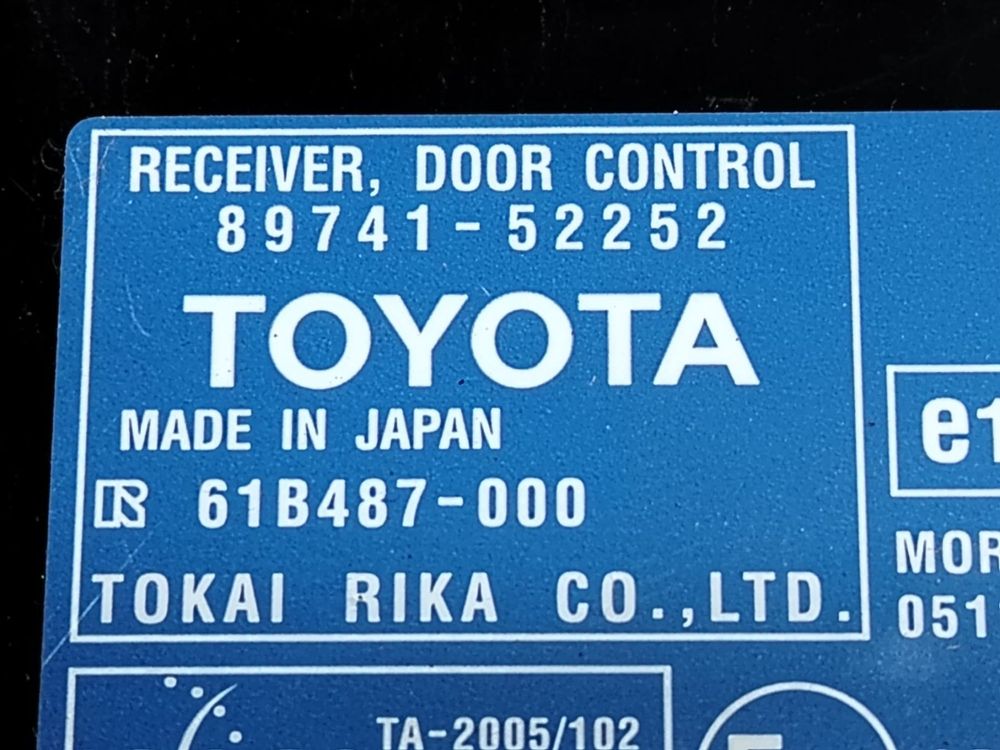 RECEIVER, DOOR CONTROL
89741-52252
TOYOTA
MADE IN JAPAN
R 61B487-000
TOKAI RIKA CO.,LTD.
e1
MOR
051
TA-2005/102